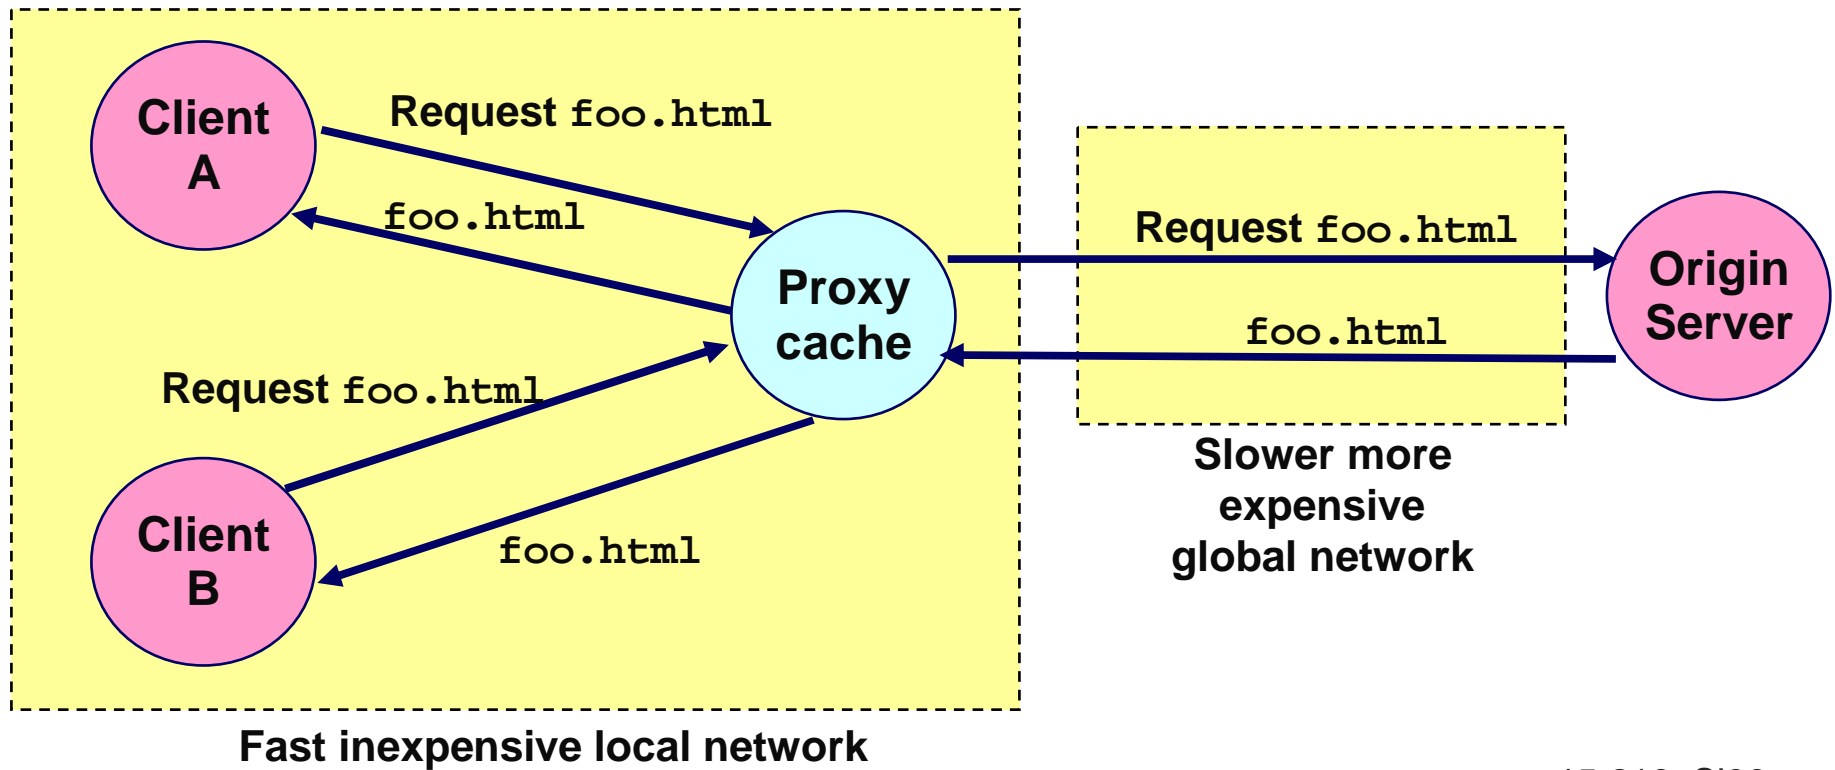 Client
A
Request foo.html
foo.html
Proxy
cache
Request foo.html
foo.html
Client
B
Request foo.html
foo.html
Origin
Server
Slower more
expensive
global network
Fast inexpensive local network